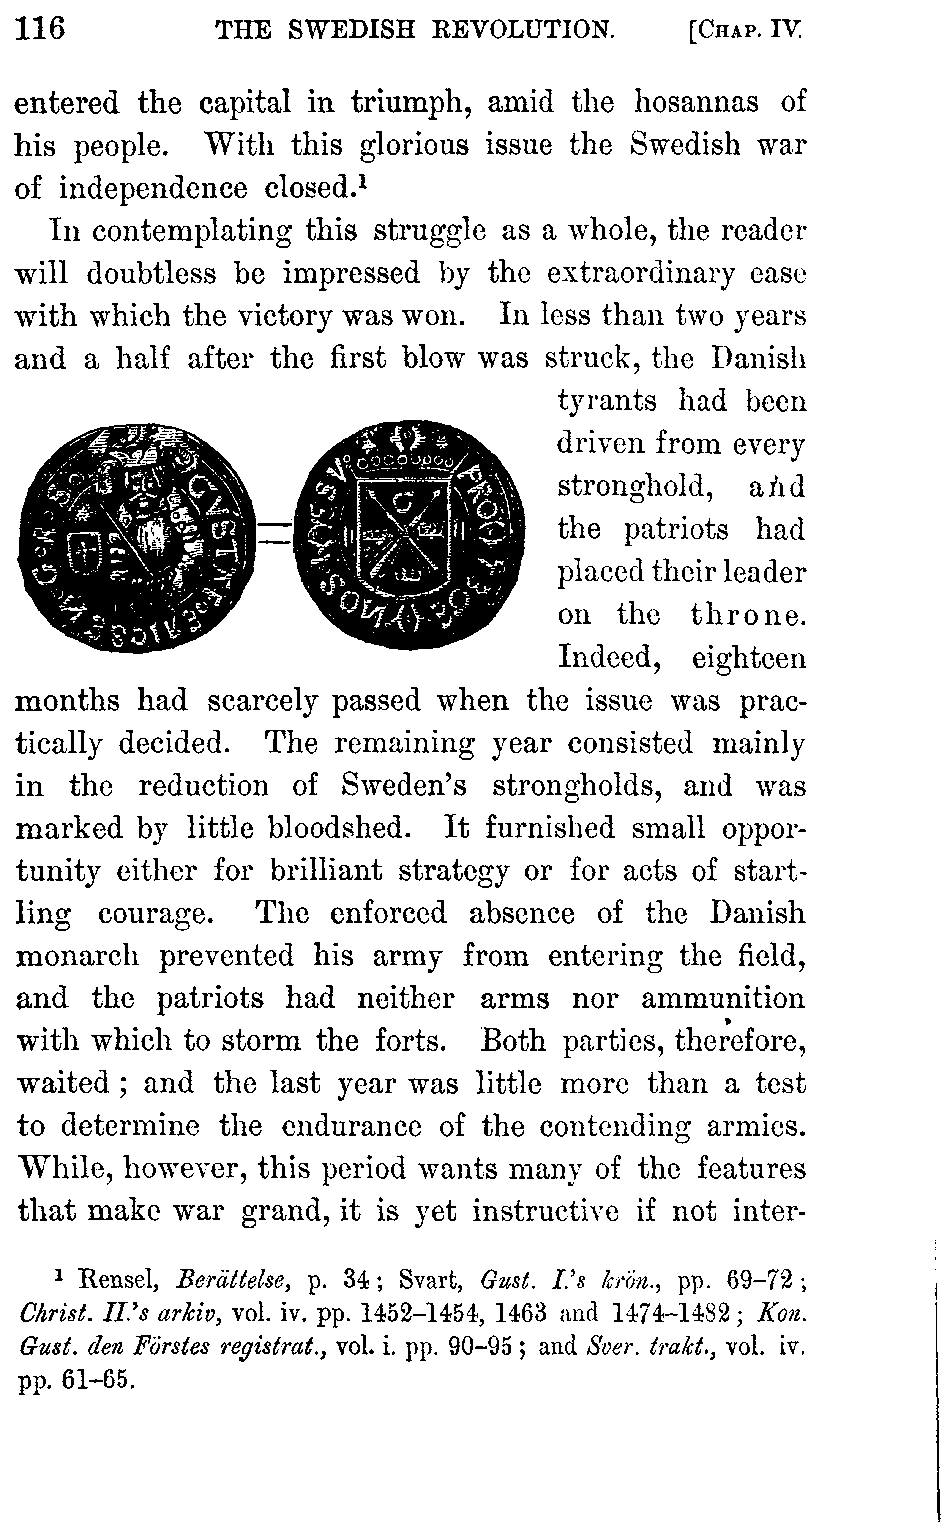 116 THE SWEDISH REVOLUTION. [CHAP. IV.
entered the capital in triumph, amid the hosannas of
his people. With this glorious issue the Swedish war
of independence closed.¹
In contemplating this struggle as a whole, the reader
will doubtless be impressed by the extraordinary ease
with which the victory was won. In less than two years
and a half after the first blow was struck, the Danish
tyrants had been
driven from every
stronghold, and
the patriots had
placed their leader
on the throne.
Indeed, eighteen
months had scarcely passed when the issue was prac-
tically decided. The remaining year consisted mainly
in the reduction of Sweden's strongholds, and was
marked by little bloodshed. It furnished small oppor-
tunity either for brilliant strategy or for acts of start-
ling courage. The enforced absence of the Danish
monarch prevented his army from entering the field,
and the patriots had neither arms nor ammunition
with which to storm the forts. Both parties, therefore,
waited; and the last year was little more than a test
to determine the endurance of the contending armies.
While, however, this period wants many of the features
that make war grand, it is yet instructive if not inter-
¹ Rensel, Berättelse, p. 34; Svart, Gust. I.'s krön., pp. 69–72;
Christ. II.'s arkiv, vol. iv. pp. 1452–1454, 1463 and 1474–1482; Kon.
Gust. den Förstes registrat., vol. i. pp. 90–95; and Sver. trakt., vol. iv.
pp. 61–65.